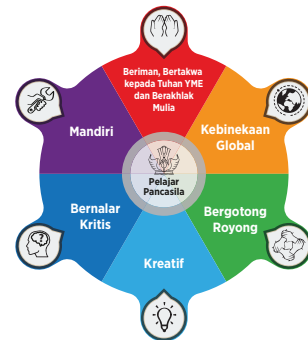 Beriman, Bertakwa
kepada Tuhan YME
dan Berakhlak
Mulia
Mandiri
Kebinekaan
Global
Pelajar
Pancasila
Bernalar
Kritis
Bergotong
Royong
Kreatif
?